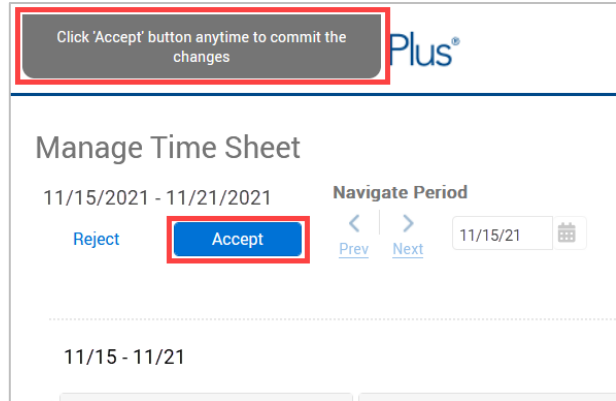 Click 'Accept' button anytime to commit the
changes
Plus®
Manage Time Sheet
11/15/2021 - 11/21/2021
Navigate Period
Reject
Accept
Prev
Next
11/15/21
11/15 - 11/21